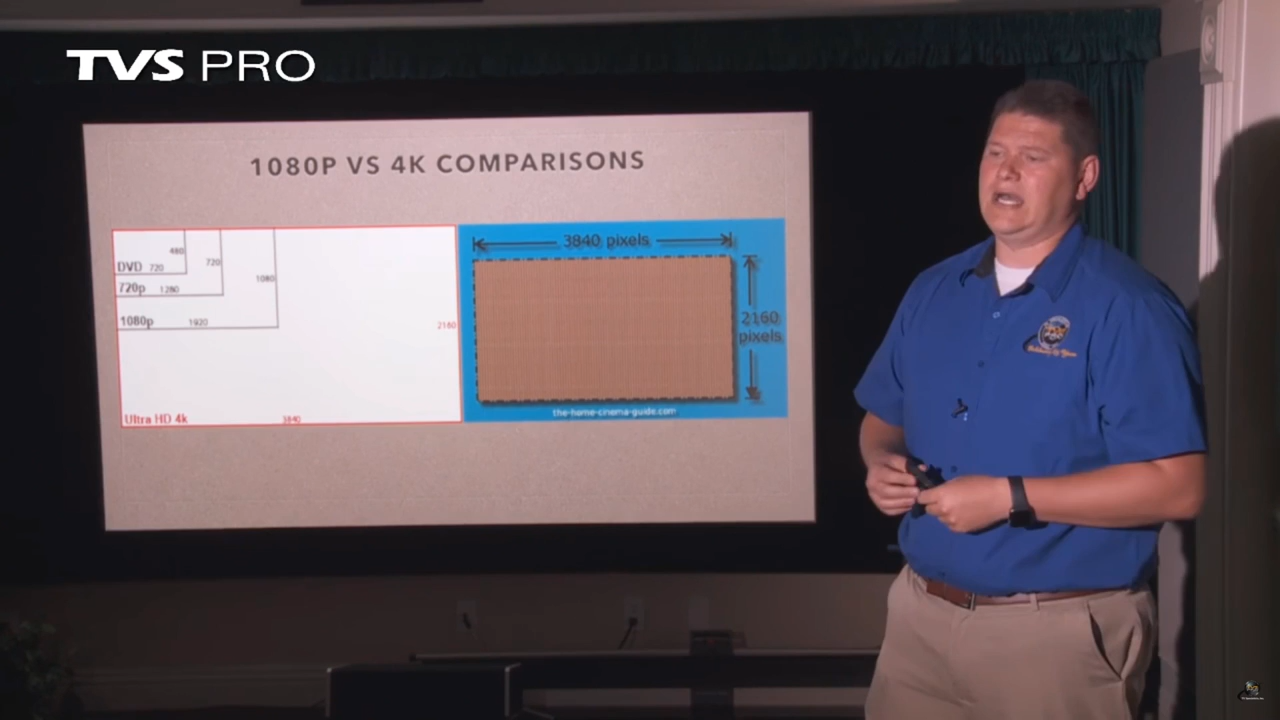 TVS PRO
1080P VS 4K COMPARISONS
480
DVD 720
720
720p 1280
1080
1080p 1920
2160
Ultra HD 4k 3840
3840 pixels
2160
pixels
the-home-cinema-guide.com